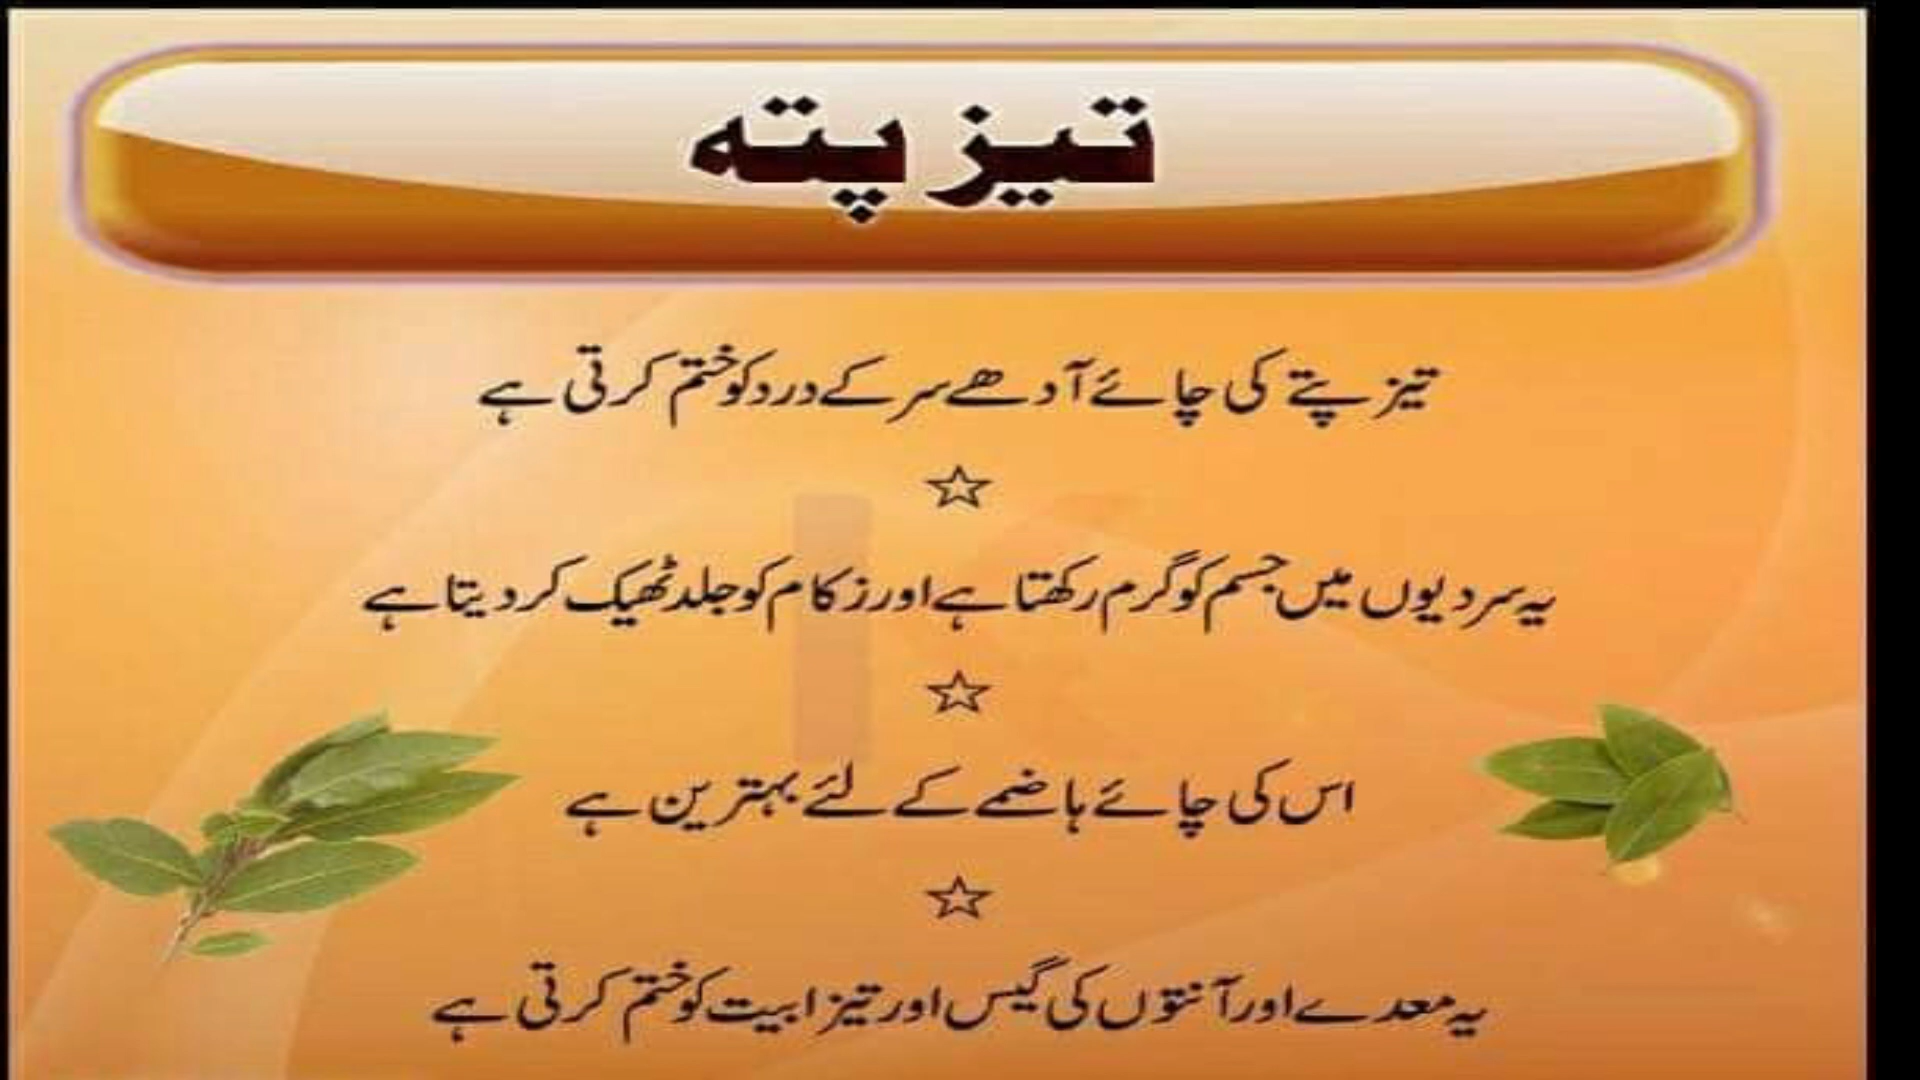 تیز پتہ
تیز پتے کی چائے آدھے سر کے درد کو ختم کرتی ہے
یہ سردیوں میں جسم کو گرم رکھتا ہے اور زکام کو جلد ٹھیک کر دیتا ہے
اس کی چائے ہاضمے کے لئے بہترین ہے
یہ معدے اور آنتوں کی گیس اور تیزابیت کو ختم کرتی ہے